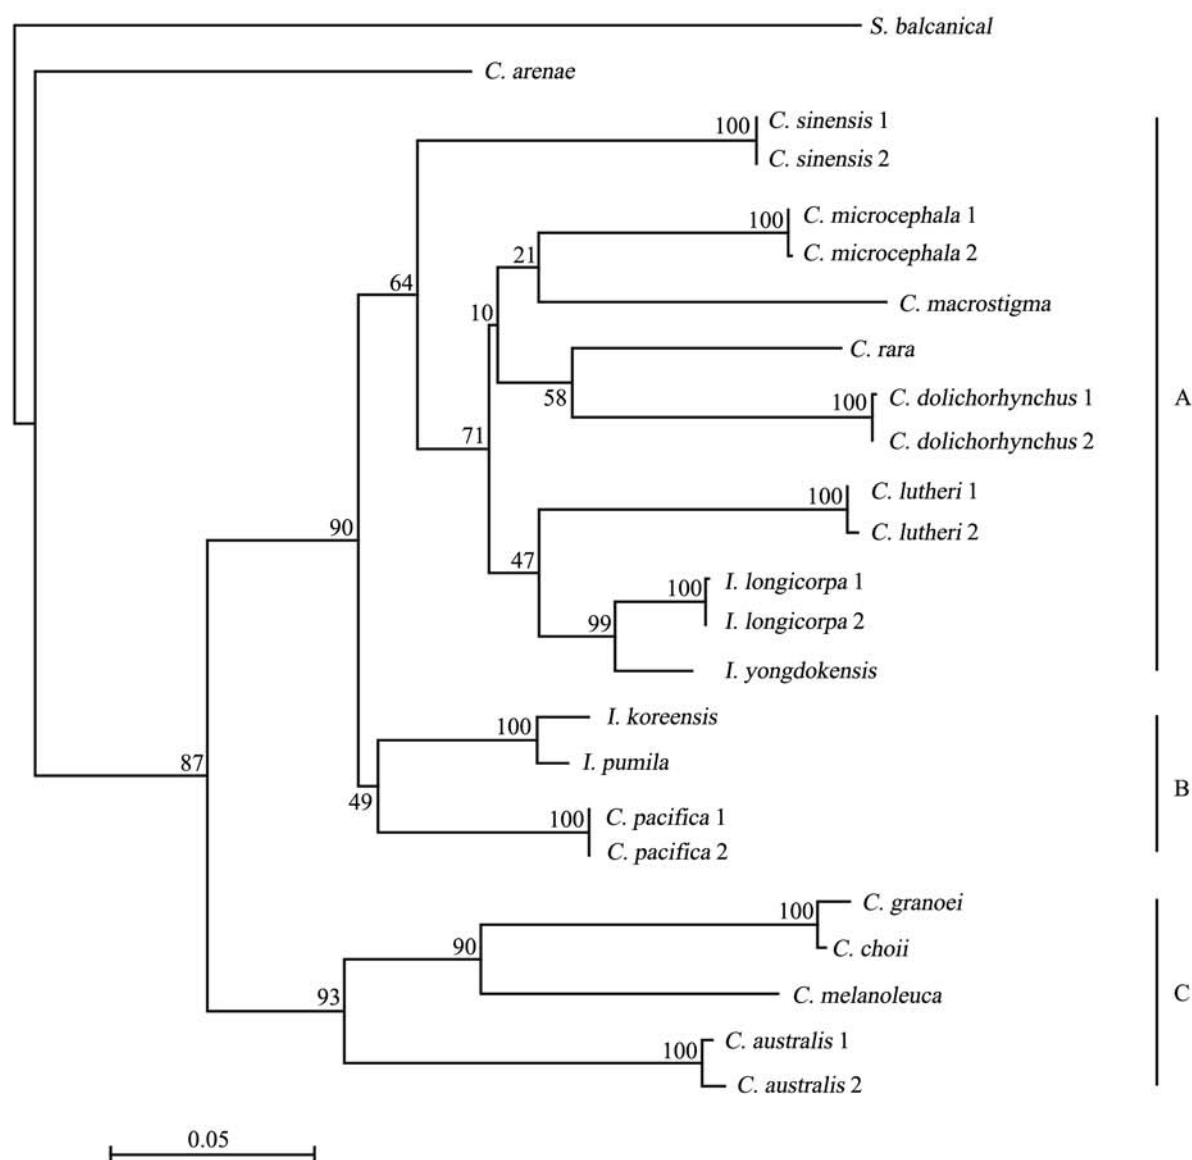 S. balcanical
C. arenae
100 C. sinensis 1
C. sinensis 2
100 C. microcephala 1
C. microcephala 2
21
64
C. macrostigma
10
C. rara
58
100 C. dolichorhynchus 1
A
C. dolichorhynchus 2
71
100 C. lutheri 1
C. lutheri 2
90
47
100 I. longicorpa 1
I. longicorpa 2
99
I. yongdokensis
100 I. koreensis
I. pumila
87
B
49
100 C. pacifica 1
C. pacifica 2
100 C. granoei
C. choii
90
C. melanoleuca
C
93
100 C. australis 1
C. australis 2
0.05